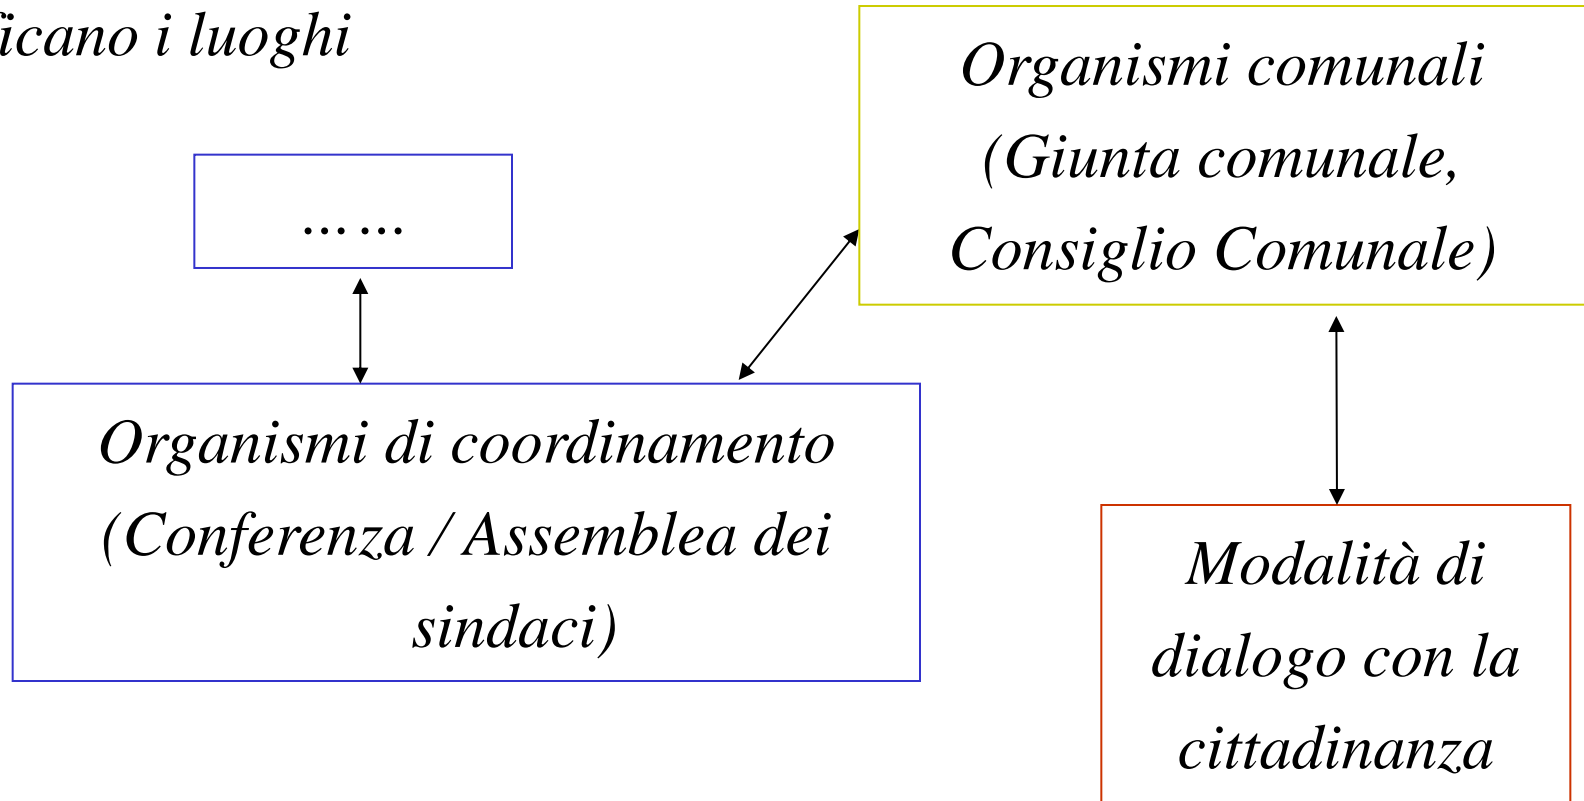 i luoghi
Organismi comunali
(Giunta comunale,
Consiglio Comunale)
... ...
Organismi di coordinamento
(Conferenza / Assemblea dei
sindaci)
Modalità di
dialogo con la
cittadinanza